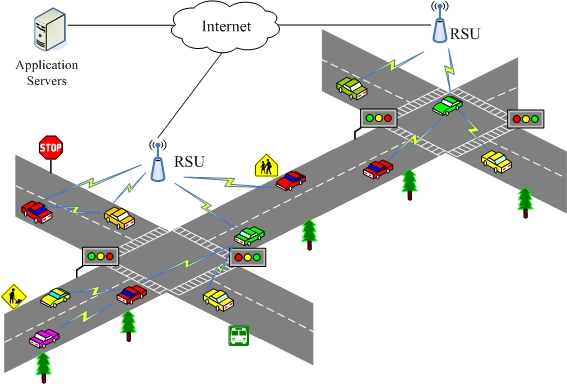 Internet
RSU
Application
Servers
STOP
RSU